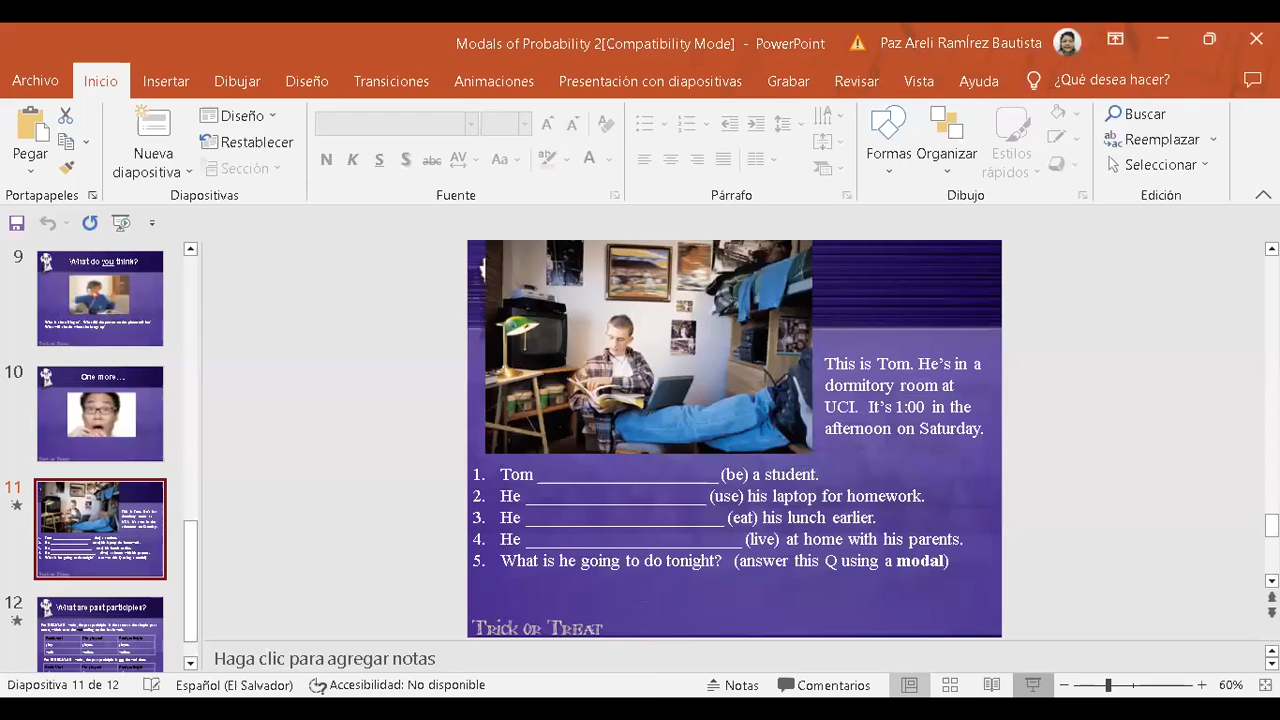 Modals of Probability 2[Compatibility Mode] - PowerPoint
Paz Areli RamÍrez Bautista
Archivo Inicio Insertar Dibujar Diseño Transiciones Animaciones Presentación con diapositivas Grabar Revisar Vista Ayuda ¿Qué desea hacer?
Pegar
Portapapeles
Nueva diapositiva
Diseño
Restablecer
Sección
Diapositivas
N K S S abc AV Aa A
Fuente
Párrafo
Formas
Organizar
Estilos rápidos
Dibujo
Buscar
Reemplazar
Seleccionar
Edición
9
What do you think?
10
One more...
11
12
What are past participles?
This is Tom. He's in a
dormitory room at
UCI. It's 1:00 in the
afternoon on Saturday.
1. Tom ____________________ (be) a student.
2. He ____________________ (use) his laptop for homework.
3. He ______________________ (eat) his lunch earlier.
4. He ________________________ (live) at home with his parents.
5. What is he going to do tonight? (answer this Q using a modal)
Trick or Treat
Haga clic para agregar notas
Diapositiva 11 de 12 Español (El Salvador) Accesibilidad: No disponible Notas Comentarios 60%